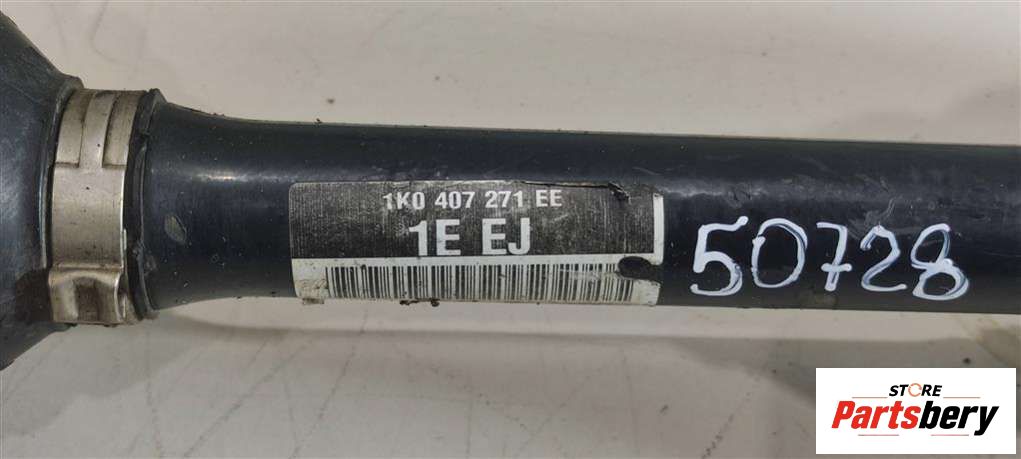 1K0 407 271 EE
1E EJ
50728
STORE
Partsbery